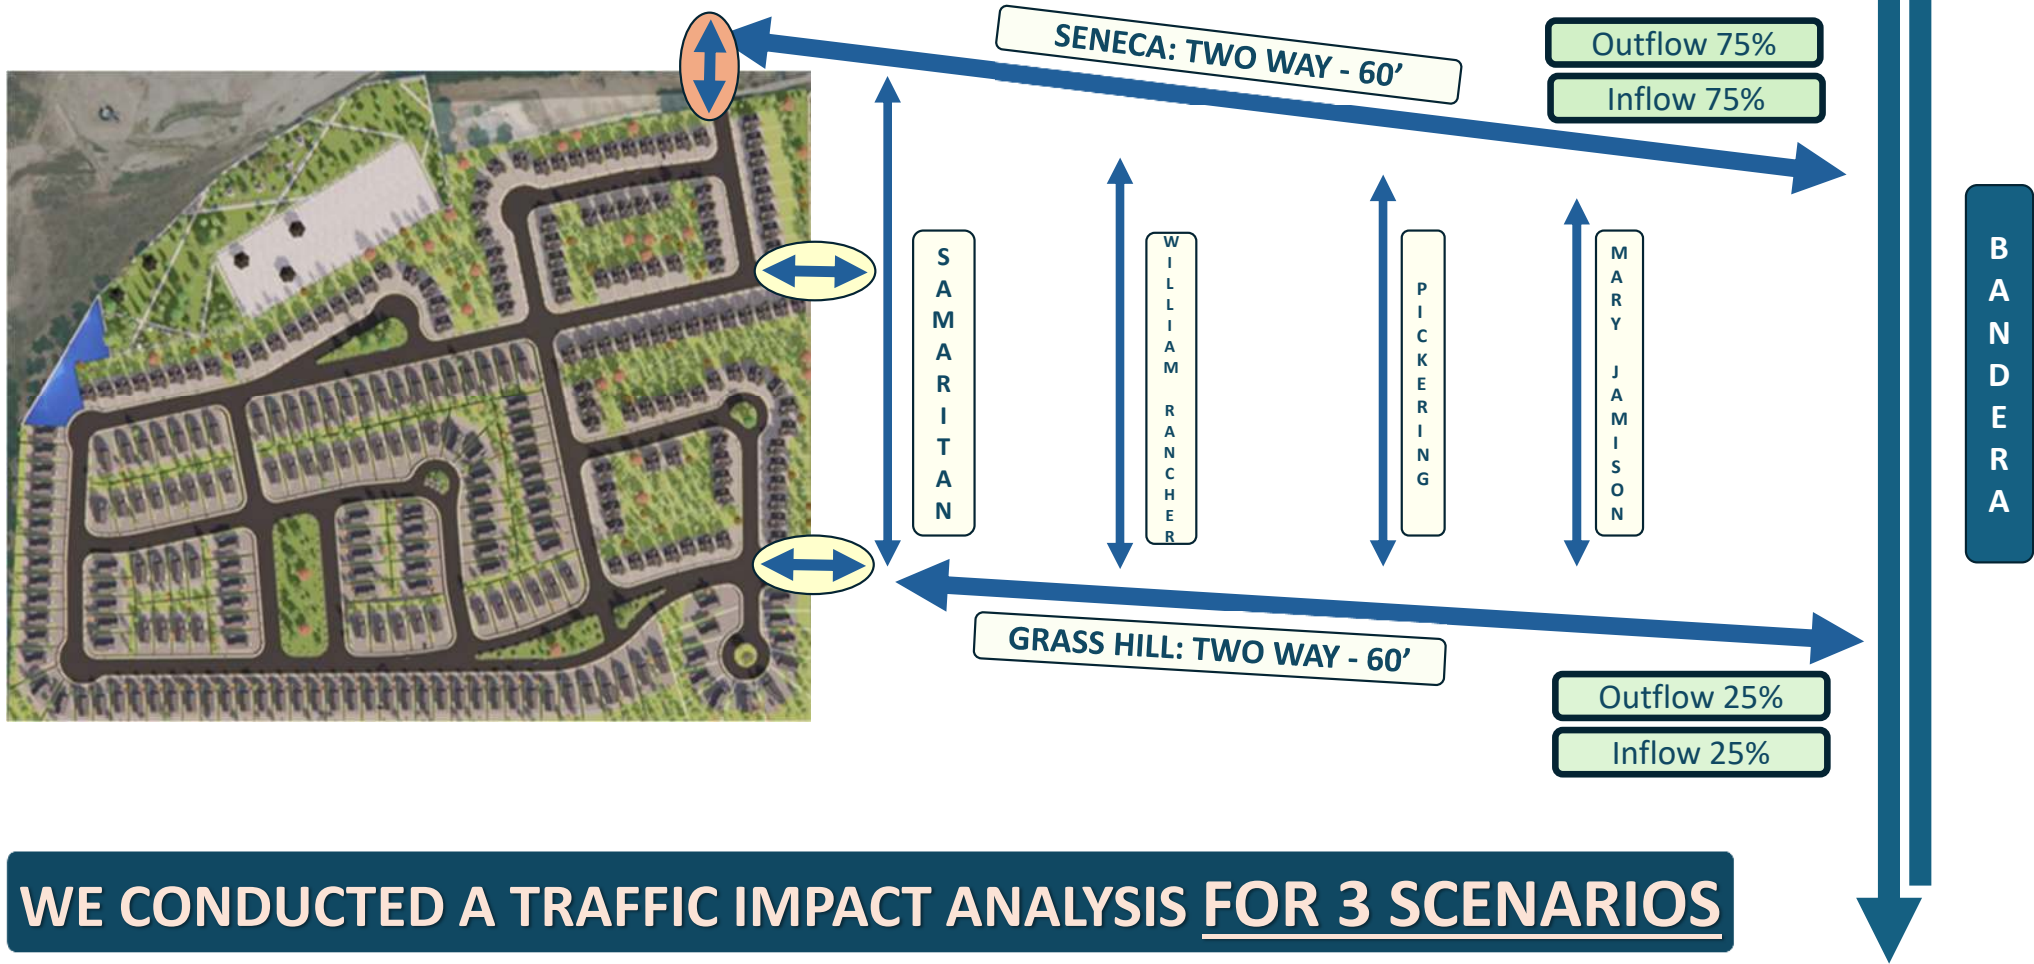 SENECA: TWO WAY - 60’
Outflow 75%
Inflow 75%
SAMARITAN
WILLIAM RANCHER
PICKERING
MARY JAMISON
BANDERA
GRASS HILL: TWO WAY - 60’
Outflow 25%
Inflow 25%
WE CONDUCTED A TRAFFIC IMPACT ANALYSIS FOR 3 SCENARIOS